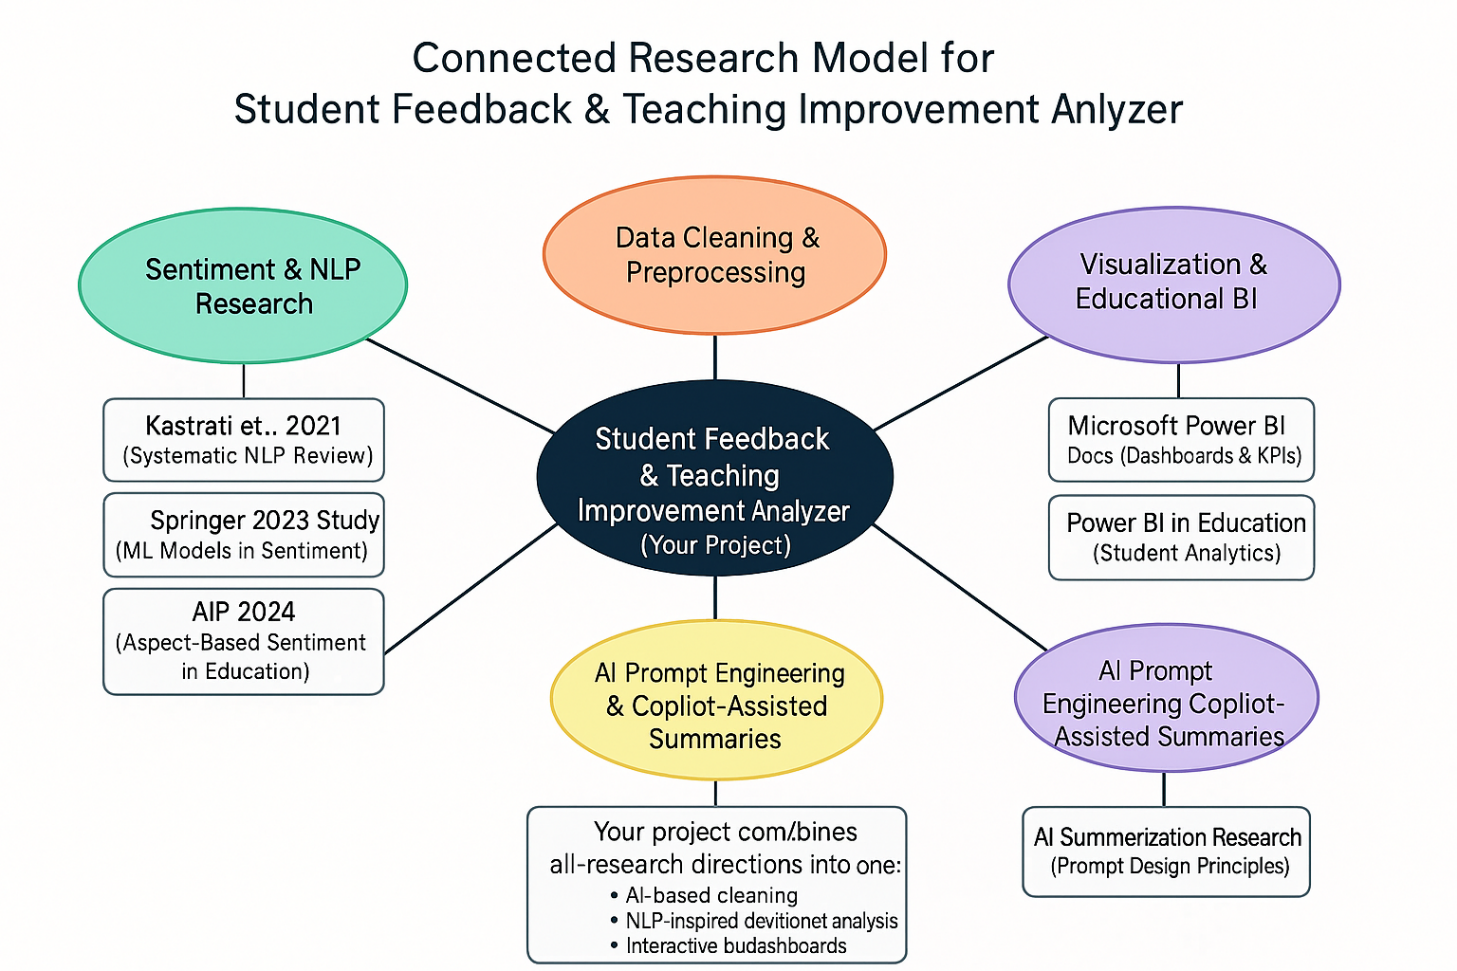 Connected Research Model for
Student Feedback & Teaching Improvement Anlyzer
Sentiment & NLP
Research
Data Cleaning &
Preprocessing
Visualization &
Educational BI
Kastrati et.. 2021
(Systematic NLP Review)
Springer 2023 Study
(ML Models in Sentiment)
AIP 2024
(Aspect-Based Sentiment
in Education)
Student Feedback
& Teaching
Improvement Analyzer
(Your Project)
Microsoft Power BI
Docs (Dashboards & KPIs)
Power BI in Education
(Student Analytics)
AI Prompt Engineering
& Copliot-Assisted
Summaries
AI Prompt
Engineering Copliot-
Assisted Summaries
Your project com/.bines
all-research directions into one:
• AI-based cleaning
• NLP-inspired devitionet analysis
• Interactive budashboards
AI Summerization Research
(Prompt Design Principles)